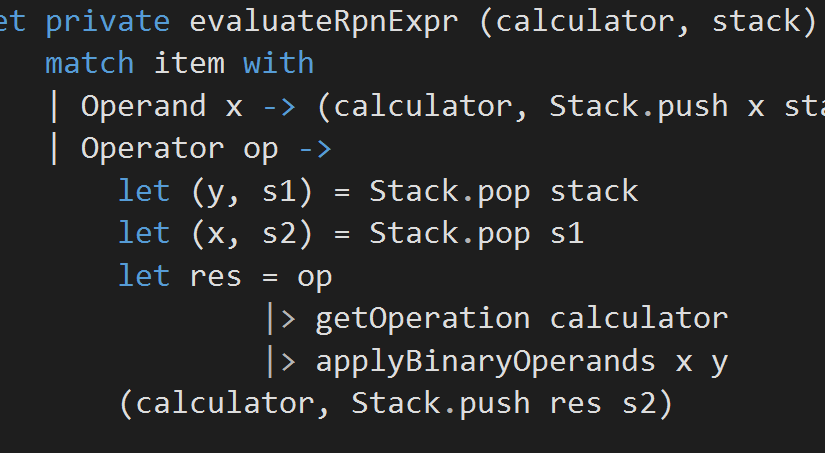 et private evaluateRpnExpr (calculator, stack)
match item with
| Operand x -> (calculator, Stack.push x sta
| Operator op ->
let (y, s1) = Stack.pop stack
let (x, s2) = Stack.pop s1
let res = op
|> getOperation calculator
|> applyBinaryOperands x y
(calculator, Stack.push res s2)